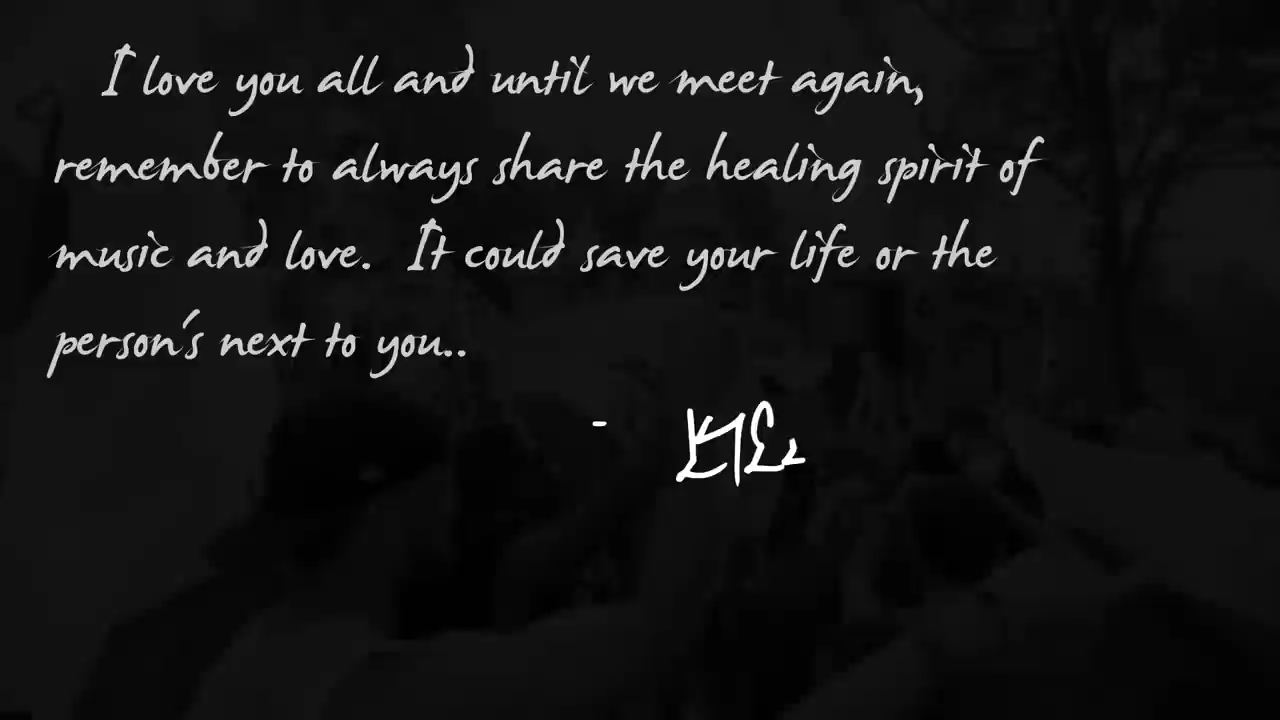 I love you all and until we meet again,
remember to always share the healing spirit of
music and love. It could save your life or the
person's next to you..
-